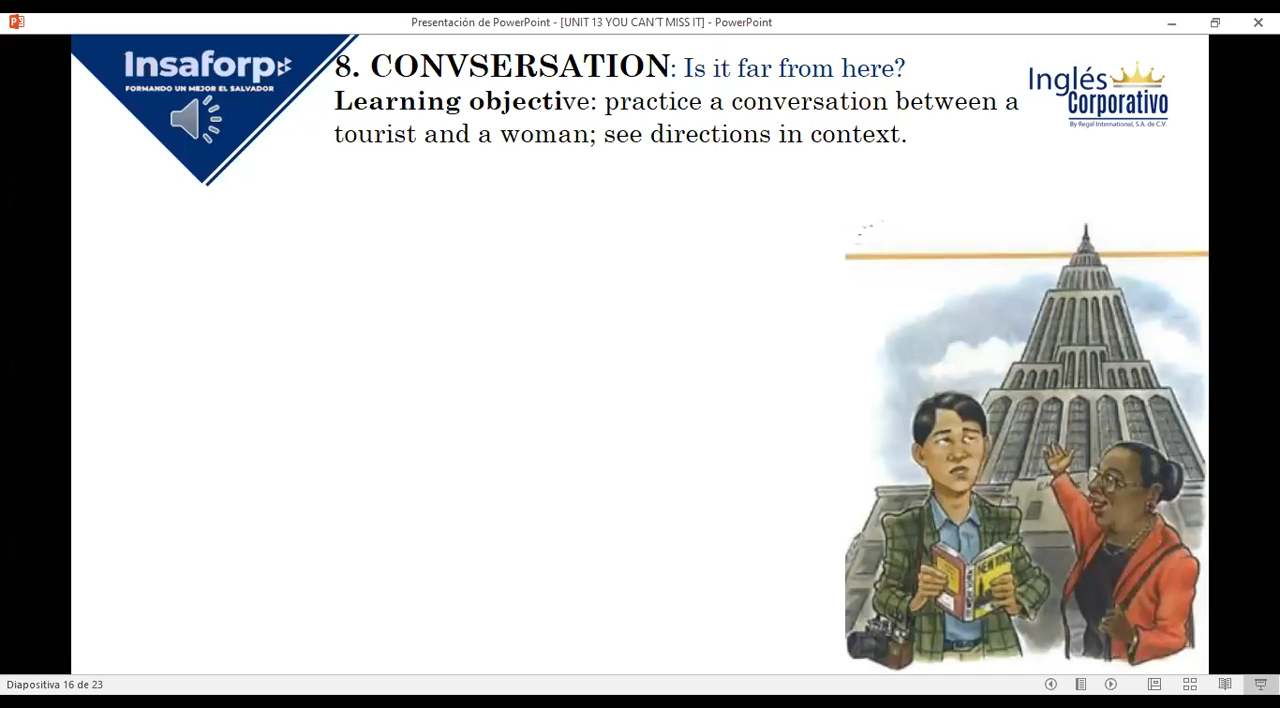 Presentación de PowerPoint - [UNIT 13 YOU CAN´T MISS IT] - PowerPoint
Insaforp
FORMANDO UN MEJOR EL SALVADOR
8. CONVSERSATION: Is it far from here?
Learning objective: practice a conversation between a
tourist and a woman; see directions in context.
Inglés
Corporativo
By Regal International, S.A. de C.V.
NEW YORK
Diapositiva 16 de 23